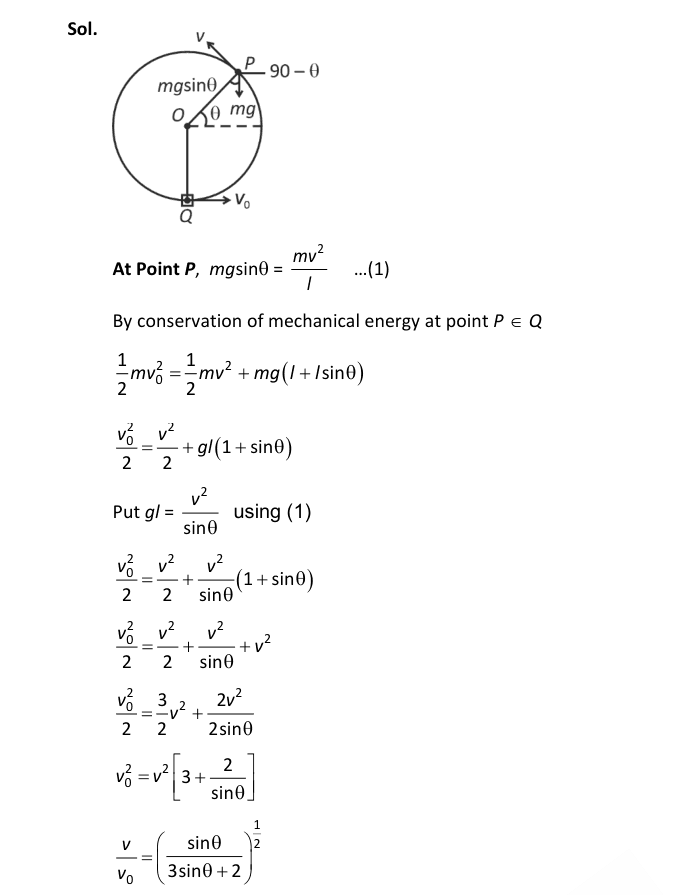 Sol.
v
P
90 – θ
mgsinθ
O
θ
mg
V₀
Q
At Point P, mgsinθ = mv²/l ...(1)
By conservation of mechanical energy at point P ∈ Q
1/2 mv₀² = 1/2 mv² + mg(l + lsinθ)
v₀²/2 = v²/2 + gl(1 + sinθ)
Put gl = v²/sinθ using (1)
v₀²/2 = v²/2 + v²/sinθ (1 + sinθ)
v₀²/2 = v²/2 + v²/sinθ + v²
v₀²/2 = 3/2 v² + 2v²/2sinθ
v₀² = v²[3 + 2/sinθ]
v/v₀ = (sinθ/(3sinθ + 2))^(1/2)